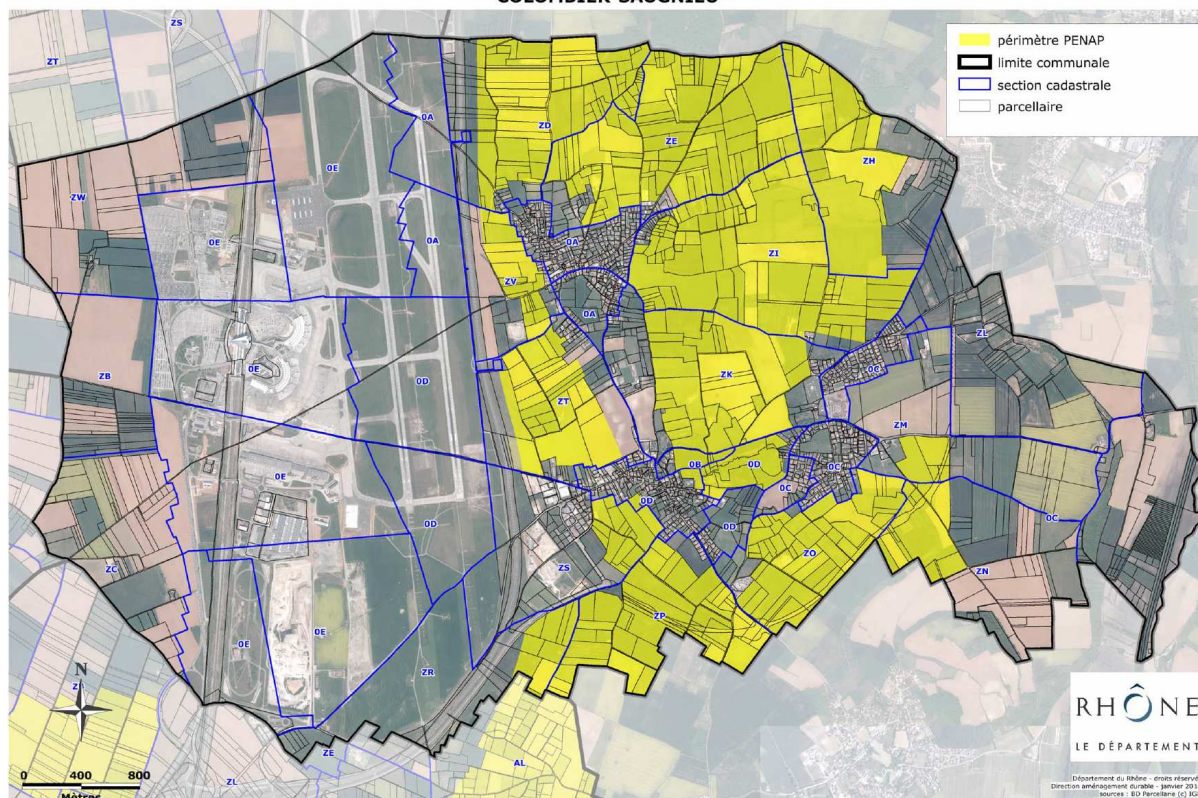 COLOMBIER-SAUGNIEU
périmètre PENAP
limite communale
section cadastrale
parcellaire
ZS
ZT
0A
0E
ZD
ZE
ZH
ZW
0E
0A
0A
ZV
ZI
0A
ZL
ZB
0E
0D
ZT
ZK
0C
ZM
0B
0D
0C
0C
0E
0D
0D
0D
0C
ZC
ZS
ZO
ZN
0E
0E
ZR
ZP
N
ZE
ZL
AL
0 400 800
Mètres
RHÔNE
LE DÉPARTEMENT
Département du Rhône - droits réservé
Direction aménagement durable - janvier 201
sources : BD Parcellaire (c) IG